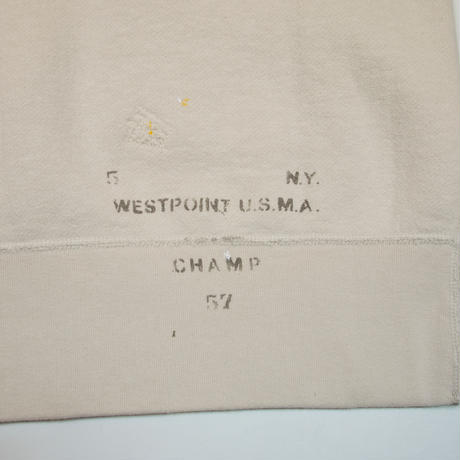 5 N.Y.
WESTPOINT U.S.M.A.
CHAMP
57